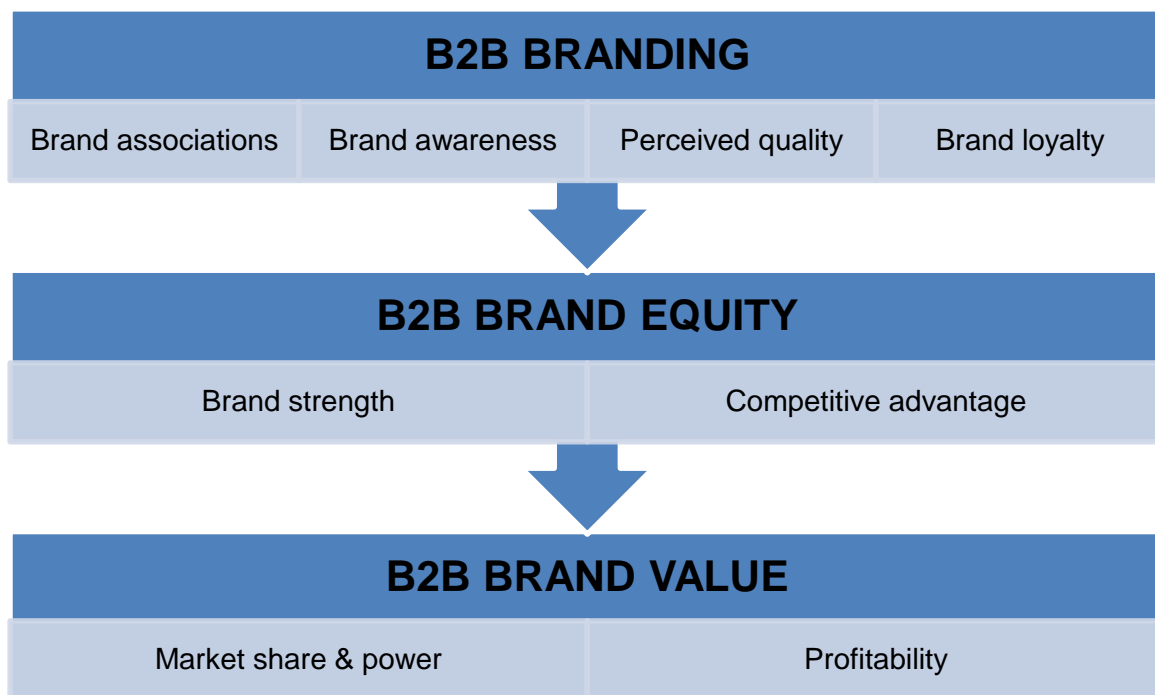 B2B BRANDING
Brand associations
Brand awareness
Perceived quality
Brand loyalty
B2B BRAND EQUITY
Brand strength
Competitive advantage
B2B BRAND VALUE
Market share & power
Profitability